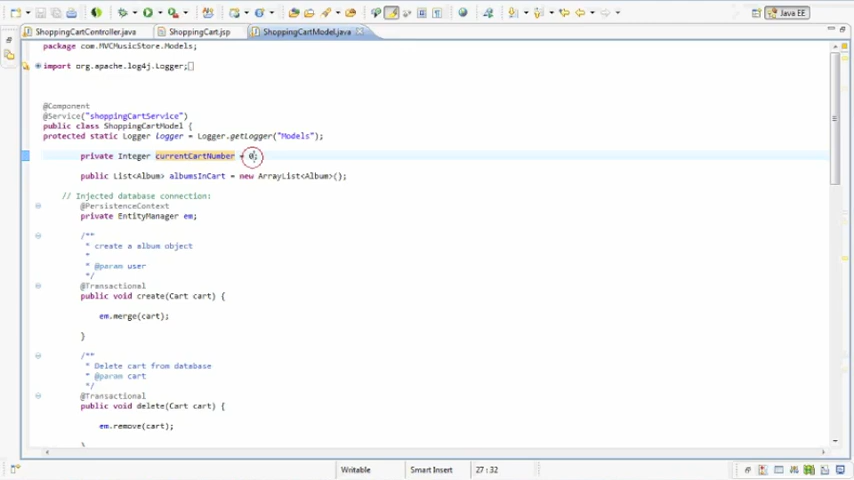 Java EE
ShoppingCartController.java
ShoppingCart.jsp
ShoppingCartModel.java
package com.MVCMusicStore.Models;
import org.apache.log4j.Logger;
@Component
@Service("shoppingCartService")
public class ShoppingCartModel {
protected static Logger logger = Logger.getLogger("Models");
private Integer currentCartNumber = 0;
public List<Album> albumsInCart = new ArrayList<Album>();
// Injected database connection:
@PersistenceContext
private EntityManager em;
/**
* create a album object
*
* @param user
*/
@Transactional
public void create(Cart cart) {
em.merge(cart);
}
/**
* Delete cart from database
* @param cart
*/
@Transactional
public void delete(Cart cart) {
em.remove(cart);
}
Writable
Smart Insert
27:32